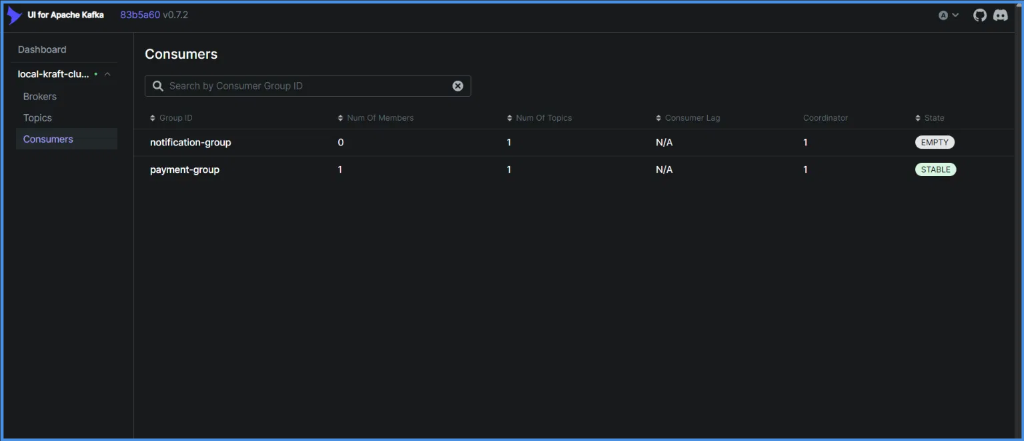 UI for Apache Kafka 83b5a60 v0.7.2 A
Dashboard
local-kraft-clu...
Brokers
Topics
Consumers
Consumers
Search by Consumer Group ID
Group ID Num Of Members Num Of Topics Consumer Lag Coordinator State
notification-group 0 1 N/A 1 EMPTY
payment-group 1 1 N/A 1 STABLE